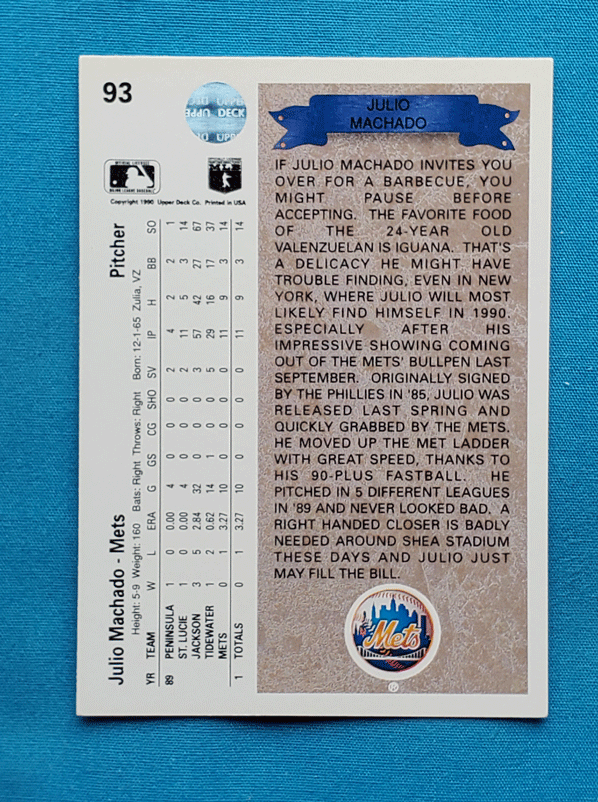 93
UPPER DECK
Copyright 1990 Upper Deck Co. Printed in USA
Julio Machado - Mets Pitcher
Height: 5-9 Weight: 160 Bats: Right Throws: Right Born: 12-1-65 Zulia, VZ
YR TEAM W L ERA G GS CG SHO SV IP H BB SO
89 PENINSULA 1 0 0.00 4 0 0 0 2 4 2 2 1
ST. LUCIE 1 0 0.00 4 0 0 0 2 11 5 3 14
JACKSON 3 5 2.84 32 0 0 0 3 57 42 27 67
TIDEWATER 1 2 0.62 14 1 0 0 5 29 16 17 37
METS 0 1 3.27 10 0 0 0 0 11 9 3 14
1 TOTALS 0 1 3.27 10 0 0 0 0 11 9 3 14
JULIO
MACHADO
IF JULIO MACHADO INVITES YOU
OVER FOR A BARBECUE, YOU
MIGHT PAUSE BEFORE
ACCEPTING. THE FAVORITE FOOD
OF THE 24-YEAR OLD
VALENZUELAN IS IGUANA. THAT'S
A DELICACY HE MIGHT HAVE
TROUBLE FINDING, EVEN IN NEW
YORK, WHERE JULIO WILL MOST
LIKELY FIND HIMSELF IN 1990.
ESPECIALLY AFTER HIS
IMPRESSIVE SHOWING COMING
OUT OF THE METS' BULLPEN LAST
SEPTEMBER. ORIGINALLY SIGNED
BY THE PHILLIES IN '85, JULIO WAS
RELEASED LAST SPRING AND
QUICKLY GRABBED BY THE METS.
HE MOVED UP THE MET LADDER
WITH GREAT SPEED, THANKS TO
HIS 90-PLUS FASTBALL. HE
PITCHED IN 5 DIFFERENT LEAGUES
IN '89 AND NEVER LOOKED BAD. A
RIGHT HANDED CLOSER IS BADLY
NEEDED AROUND SHEA STADIUM
THESE DAYS AND JULIO JUST
MAY FILL THE BILL.
Mets
®